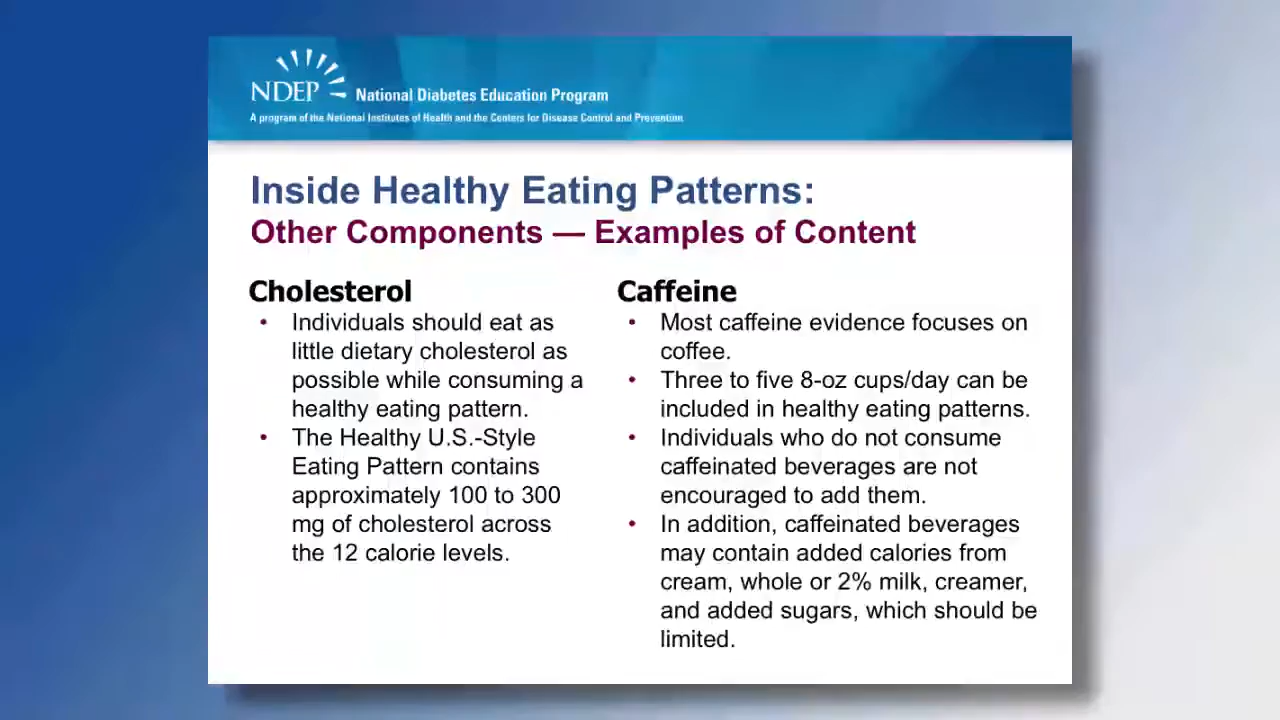 NDEP National Diabetes Education Program
A program of the National Institutes of Health and the Centers for Disease Control and Prevention
Inside Healthy Eating Patterns:
Other Components — Examples of Content
Cholesterol
• Individuals should eat as
little dietary cholesterol as
possible while consuming a
healthy eating pattern.
• The Healthy U.S.-Style
Eating Pattern contains
approximately 100 to 300
mg of cholesterol across
the 12 calorie levels.
Caffeine
• Most caffeine evidence focuses on
coffee.
• Three to five 8-oz cups/day can be
included in healthy eating patterns.
• Individuals who do not consume
caffeinated beverages are not
encouraged to add them.
• In addition, caffeinated beverages
may contain added calories from
cream, whole or 2% milk, creamer,
and added sugars, which should be
limited.